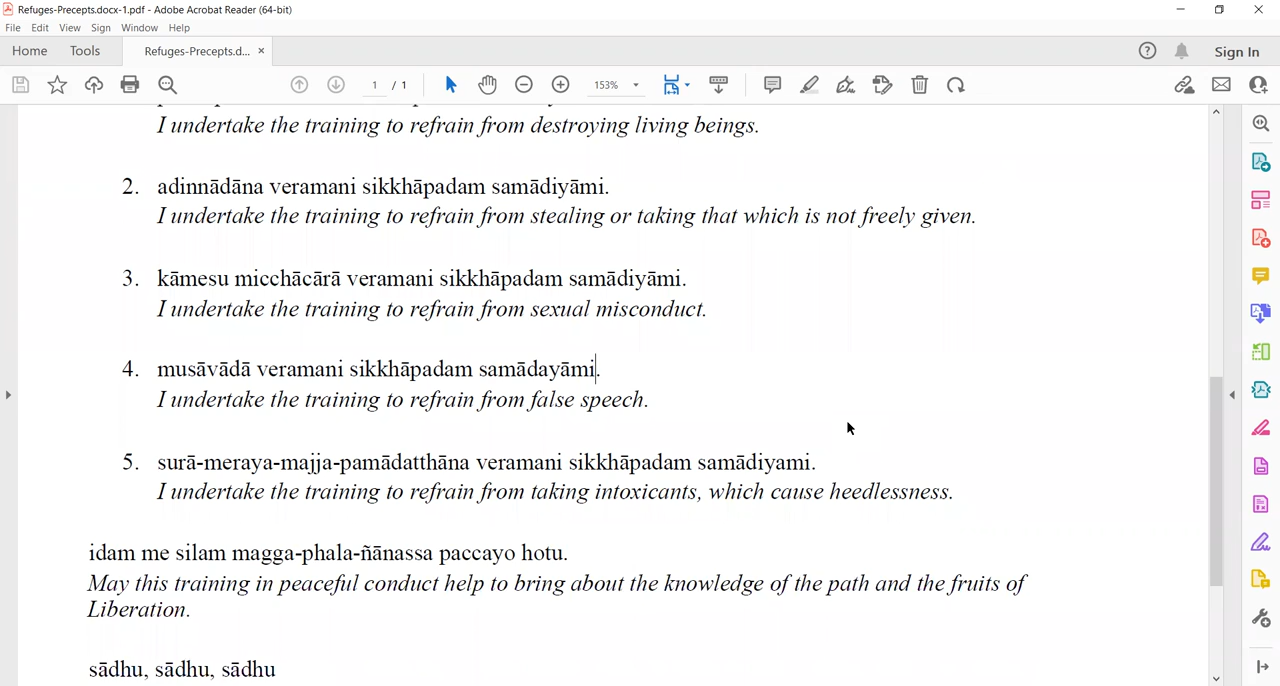 Refuges-Precepts.docx-1.pdf - Adobe Acrobat Reader (64-bit)
File Edit View Sign Window Help
Home Tools Refuges-Precepts.d... × Sign In
1 / 1 153%
I undertake the training to refrain from destroying living beings.
2. adinnādāna veramani sikkhāpadam samādiyāmi.
I undertake the training to refrain from stealing or taking that which is not freely given.
3. kāmesu micchācārā veramani sikkhāpadam samādiyāmi.
I undertake the training to refrain from sexual misconduct.
4. musāvādā veramani sikkhāpadam samādayāmi.
I undertake the training to refrain from false speech.
5. surā-meraya-majja-pamādatthāna veramani sikkhāpadam samādiyami.
I undertake the training to refrain from taking intoxicants, which cause heedlessness.
idam me silam magga-phala-ñānassa paccayo hotu.
May this training in peaceful conduct help to bring about the knowledge of the path and the fruits of
Liberation.
sādhu, sādhu, sādhu